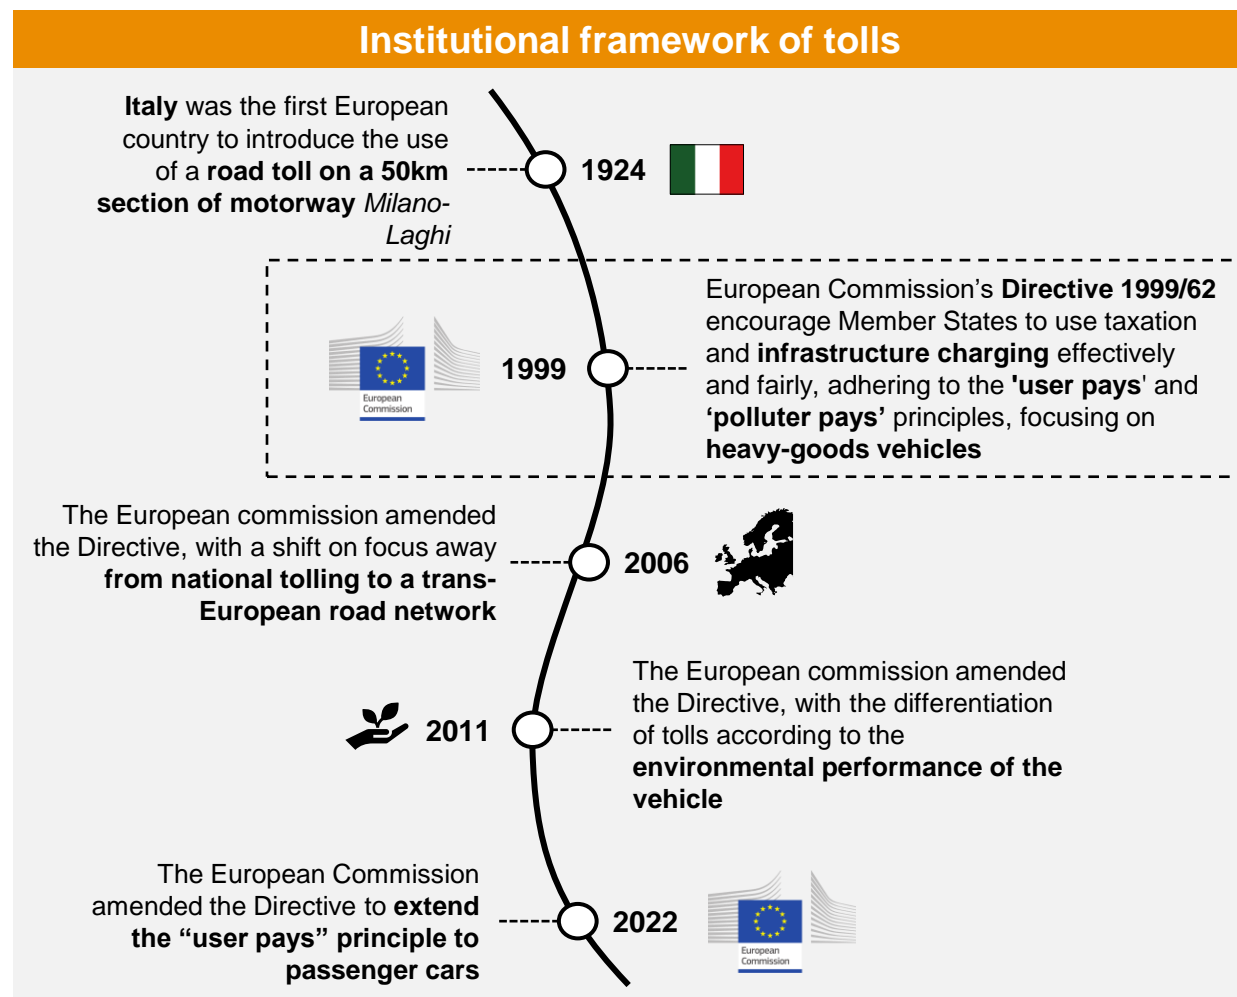 Institutional framework of tolls
Italy was the first European
country to introduce the use
of a road toll on a 50km
section of motorway Milano-
Laghi
1924
European Commission’s Directive 1999/62
encourage Member States to use taxation
and infrastructure charging effectively
and fairly, adhering to the 'user pays' and
‘polluter pays’ principles, focusing on
heavy-goods vehicles
1999
European
Commission
The European commission amended
the Directive, with a shift on focus away
from national tolling to a trans-
European road network
2006
The European commission amended
the Directive, with the differentiation
of tolls according to the
environmental performance of the
vehicle
2011
The European Commission
amended the Directive to extend
the “user pays” principle to
passenger cars
2022
European
Commission